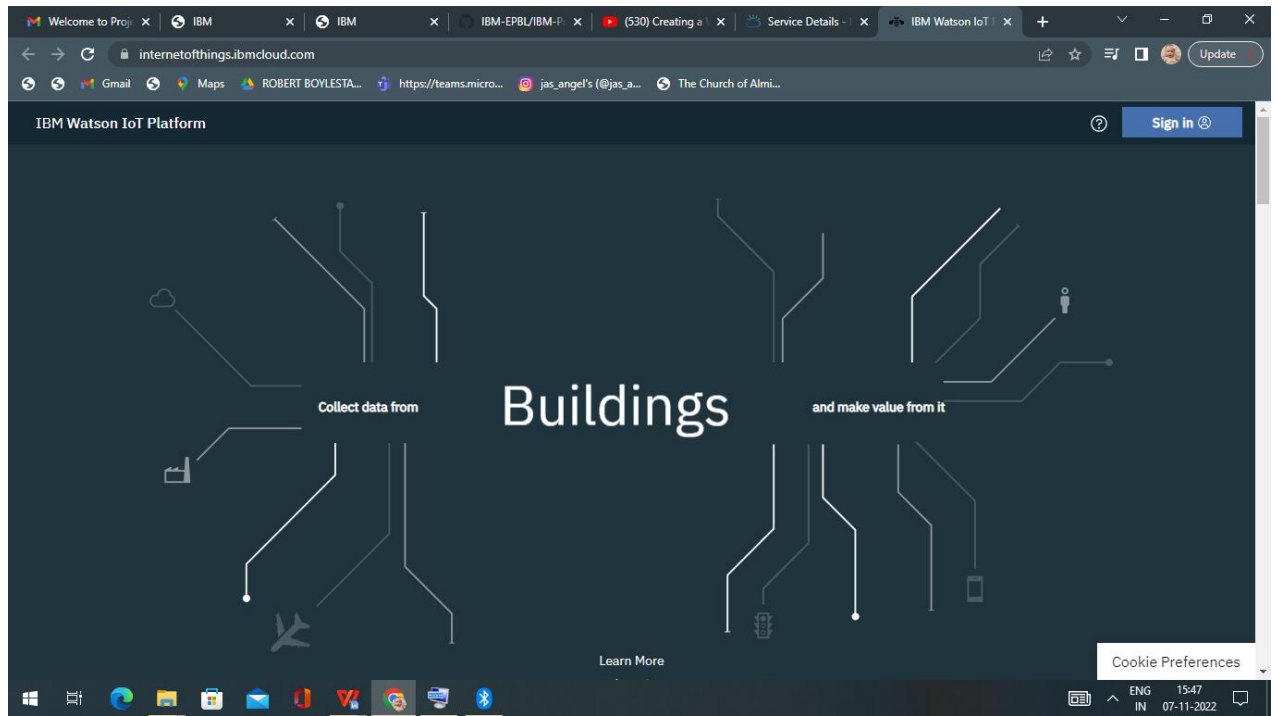 Welcome to Proje
IBM
IBM
IBM-EPBL/IBM-P
(530) Creating a
Service Details -
IBM Watson IoT
internetofthings.ibmcloud.com
Update
Gmail
Maps
ROBERT BOYLESTA...
https://teams.micro...
jas_angel's (@jas_a...
The Church of Almi...
IBM Watson IoT Platform
Sign in
Collect data from
Buildings
and make value from it
Learn More
Cookie Preferences
ENG
IN
15:47
07-11-2022